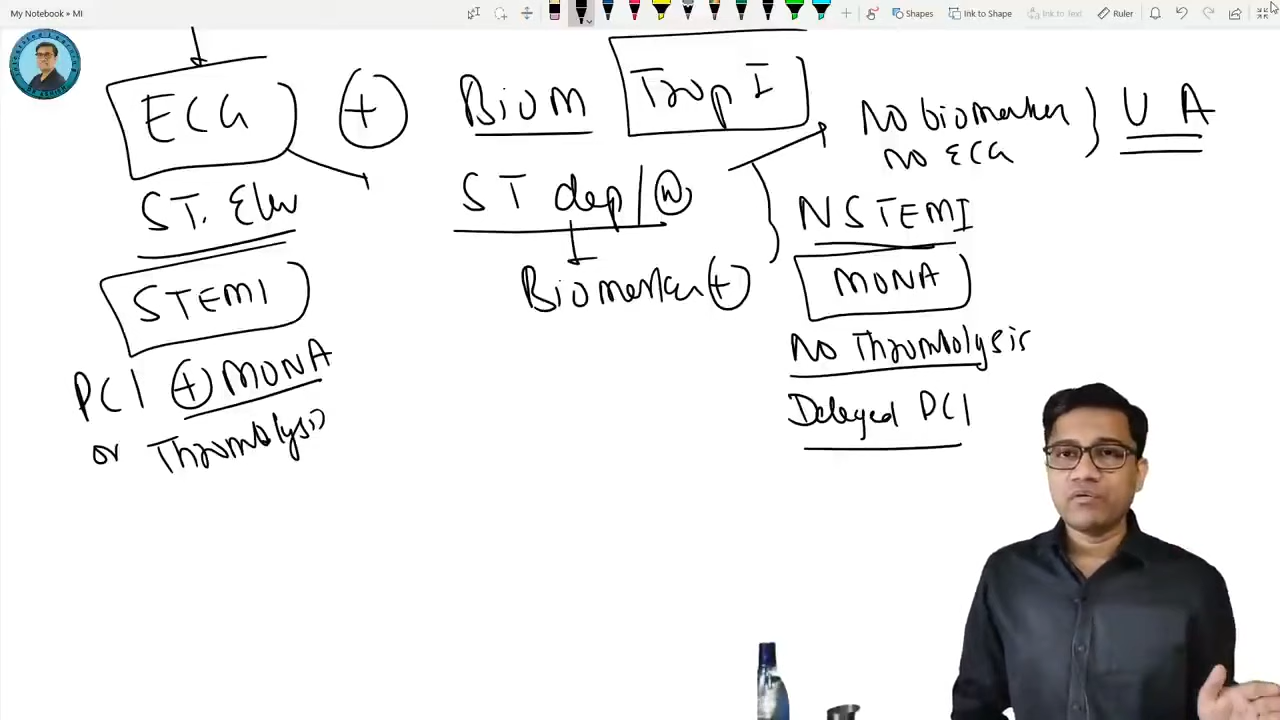 My Notebook » MI
Shapes
Ink to Shape
Ink to Text
Ruler
ECG
+
Biom
Trop I
No biomarker
no ECG
U A
ST. Elev
ST dep / N
NSTEMI
Biomarker +
STEMI
MONA
PCI + MONA
or Thrombolysis
No Thrombolysis
Delayed PCI